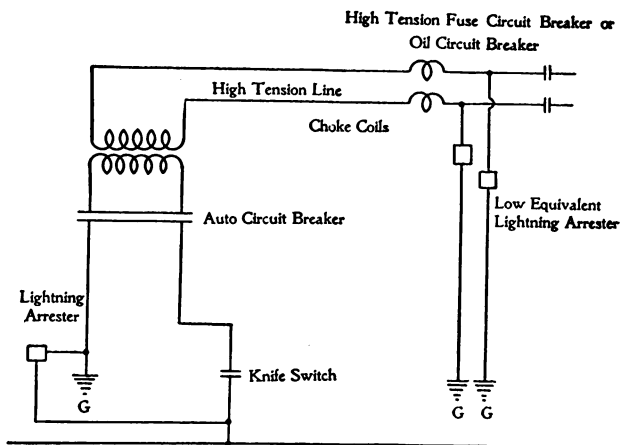 High Tension Fuse Circuit Breaker or
Oil Circuit Breaker
High Tension Line
Choke Coils
Auto Circuit Breaker
Low Equivalent
Lightning Arrester
Lightning
Arrester
Knife Switch
G
G G